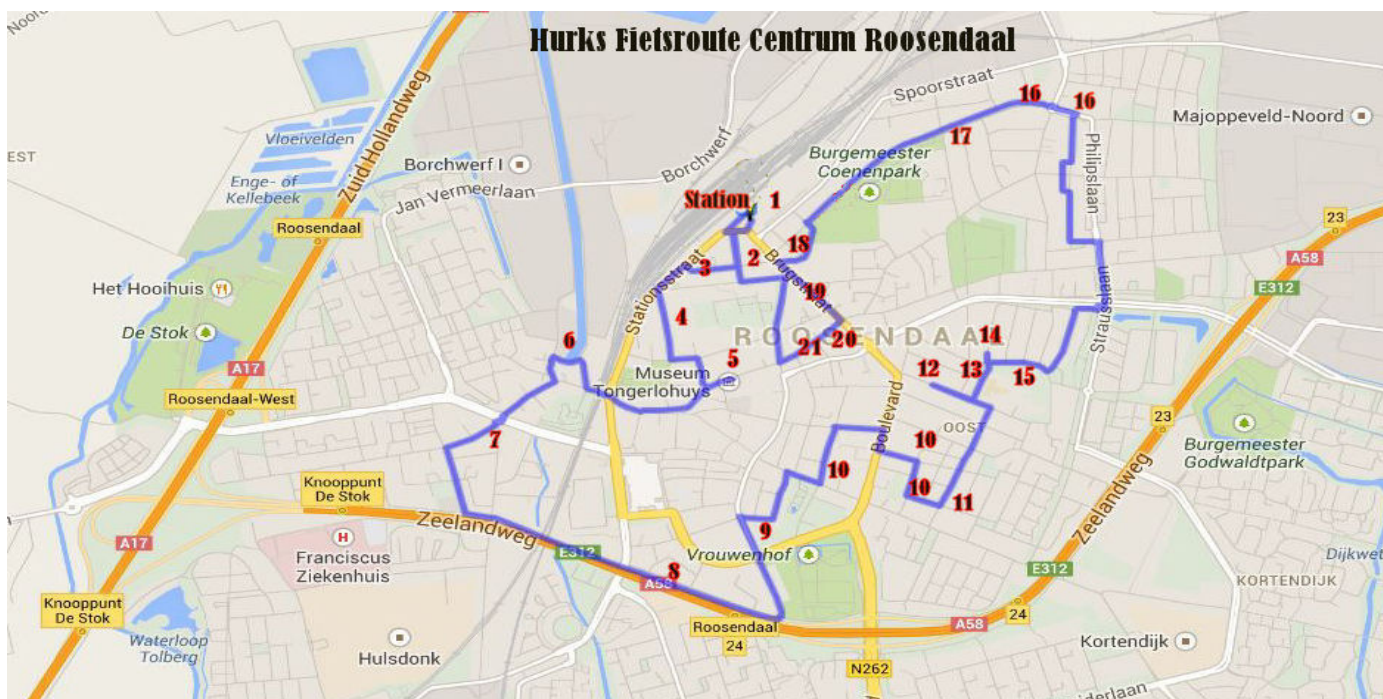 Hurks Fietsroute Centrum Roosendaal
Zuid Hollandweg
Spoorstraat
16
16
Majoppeveld-Noord
Vloeivelden
EST
Borchwerf I
Borchwerf
17
Burgemeester
Coenenpark
Philipslaan
Enge- of
Kellebeek
Jan Vermeerlaan
Station
1
Roosendaal
23
18
2
3
Brugstraat
A58
E312
Het Hooihuis
Stationsstraat
19
Strausslaan
De Stok
4
ROOSENDAAL
6
20
21
14
A17
5
12
13
15
Museum
Tongerlohuys
Roosendaal-West
Boulevard
23
7
10
OOST
Burgemeester
Godwaldtpark
10
10
Knooppunt
De Stok
11
Zeelandweg
Zeelandweg
9
A17
Franciscus
Ziekenhuis
E312
Vrouwenhof
8
A58
E312
Dijkwet
KORTENDIJK
Knooppunt
De Stok
Roosendaal
24
A58
24
Waterloop
Tolberg
Hulsdonk
Kortendijk
N262